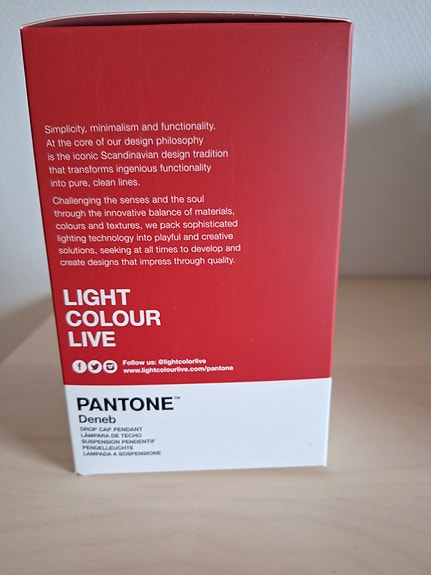 Simplicity, minimalism and functionality.
At the core of our design philosophy
is the iconic Scandinavian design tradition
that transforms ingenious functionality
into pure, clean lines.
Challenging the senses and the soul
through the innovative balance of materials,
colours and textures, we pack sophisticated
lighting technology into playful and creative
solutions, seeking at all times to develop and
create designs that impress through quality.
LIGHT
COLOUR
LIVE
Follow us: @lightcolorlive
www.lightcolourlive.com/pantone
PANTONE™
Deneb
DROP CAP PENDANT
LÁMPARA DE TECHO
SUSPENSION PENDENTIF
PENDELLEUCHTE
LAMPADA A SOSPENSIONE